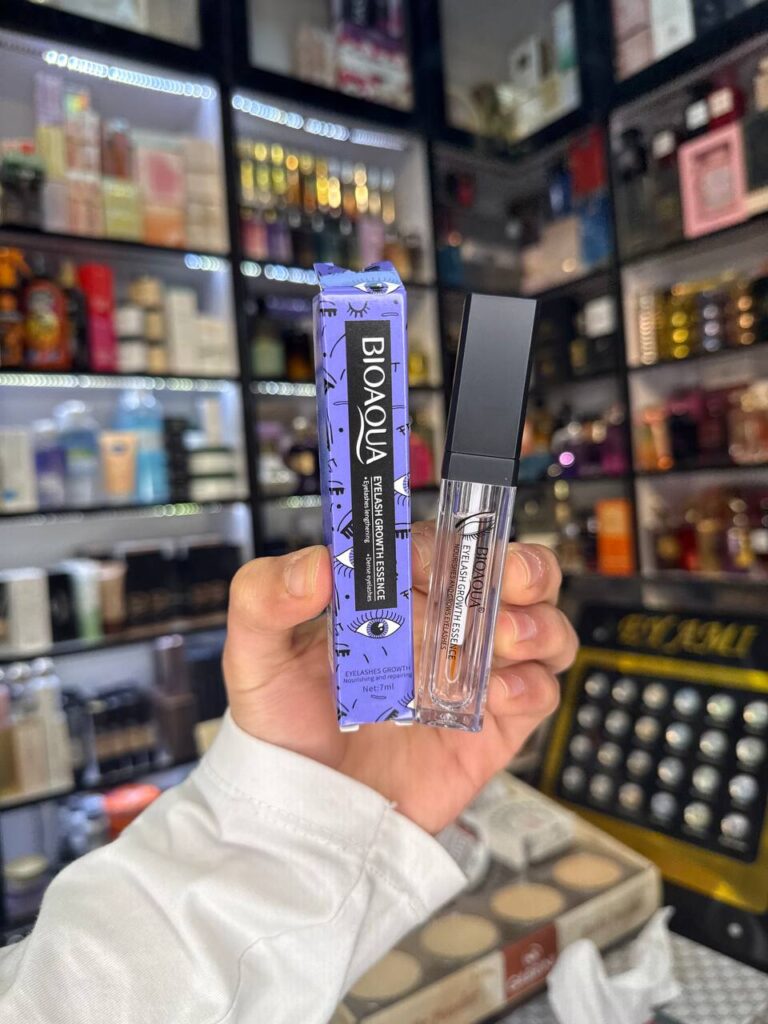 BIOAQUA
EYELASH GROWTH ESSENCE
•Eyelashes lengthening •Dense eyelashes
EYELASHES GROWTH
Nourishing and repairing
Net:7ml
BIOAQUA®
EYELASH GROWTH ESSENCE
EYLAMI